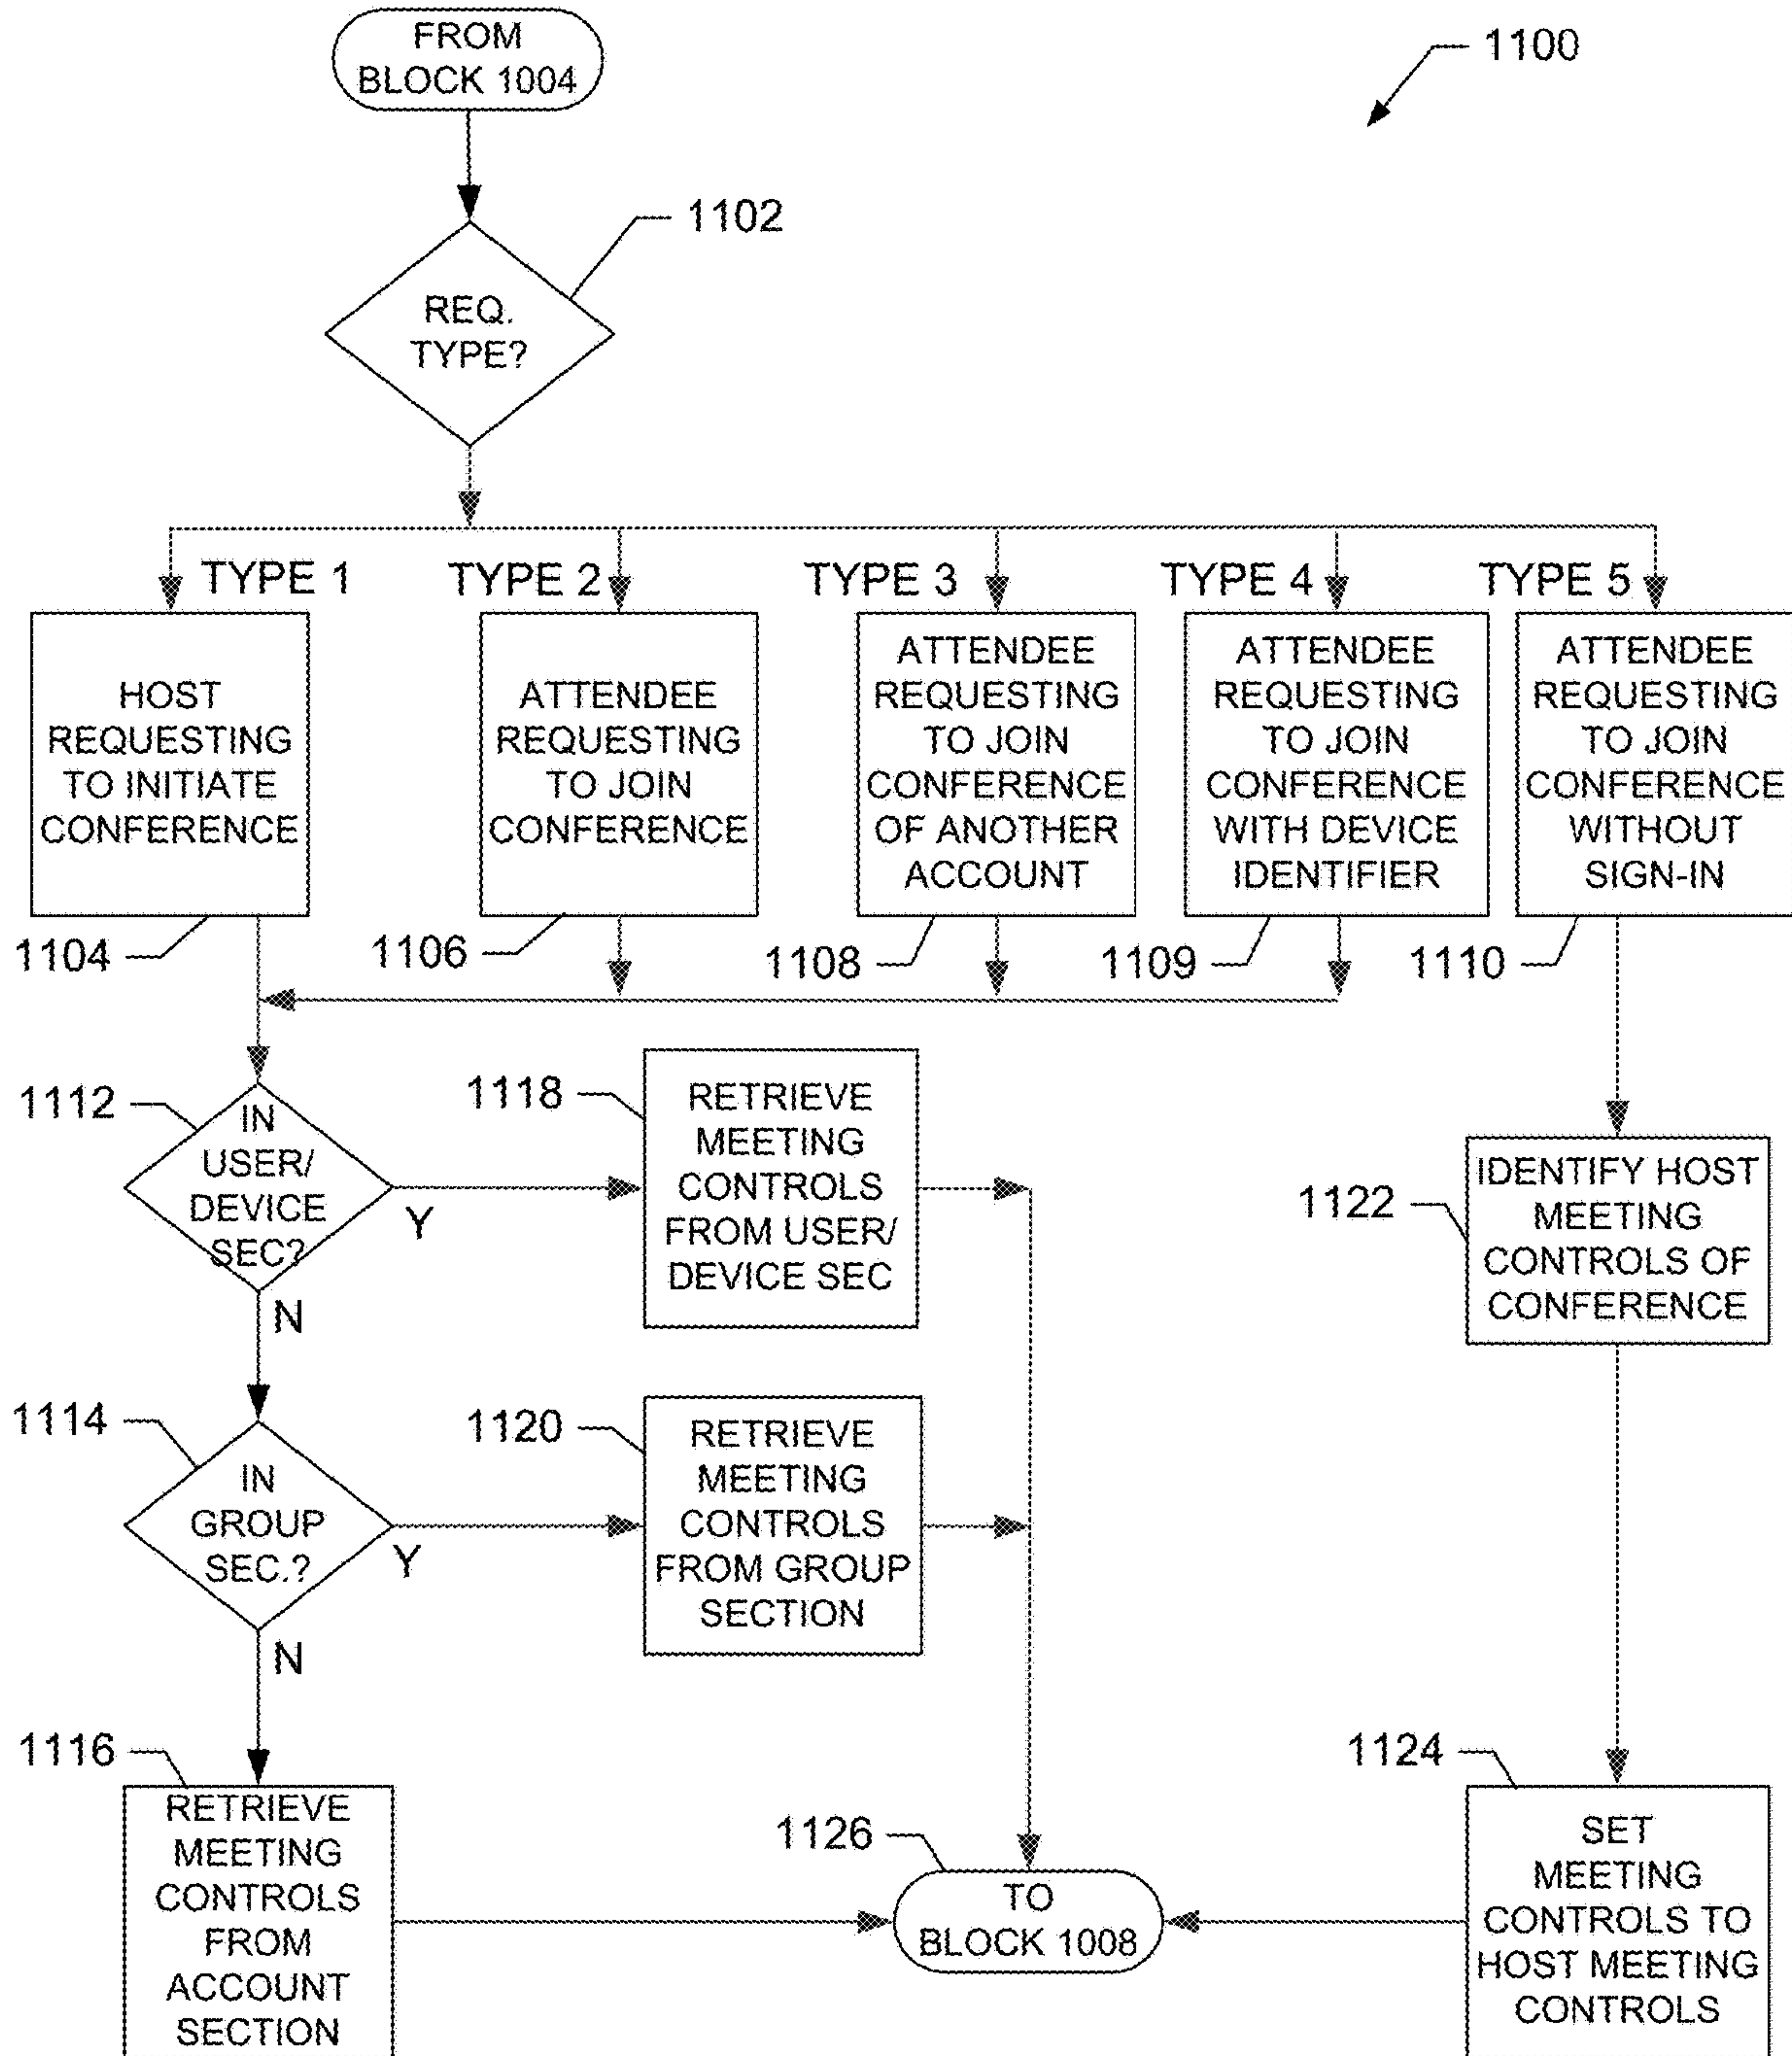 FROM
BLOCK 1004
1100
1102
REQ.
TYPE?
TYPE 1
TYPE 2
TYPE 3
TYPE 4
TYPE 5
HOST
REQUESTING
TO INITIATE
CONFERENCE
ATTENDEE
REQUESTING
TO JOIN
CONFERENCE
ATTENDEE
REQUESTING
TO JOIN
CONFERENCE
OF ANOTHER
ACCOUNT
ATTENDEE
REQUESTING
TO JOIN
CONFERENCE
WITH DEVICE
IDENTIFIER
ATTENDEE
REQUESTING
TO JOIN
CONFERENCE
WITHOUT
SIGN-IN
1104
1106
1108
1109
1110
1112
IN
USER/
DEVICE
SEC?
Y
N
1118
RETRIEVE
MEETING
CONTROLS
FROM USER/
DEVICE SEC
1122
IDENTIFY HOST
MEETING
CONTROLS OF
CONFERENCE
1114
IN
GROUP
SEC.?
Y
N
1120
RETRIEVE
MEETING
CONTROLS
FROM GROUP
SECTION
1116
RETRIEVE
MEETING
CONTROLS
FROM
ACCOUNT
SECTION
1126
TO
BLOCK 1008
1124
SET
MEETING
CONTROLS TO
HOST MEETING
CONTROLS